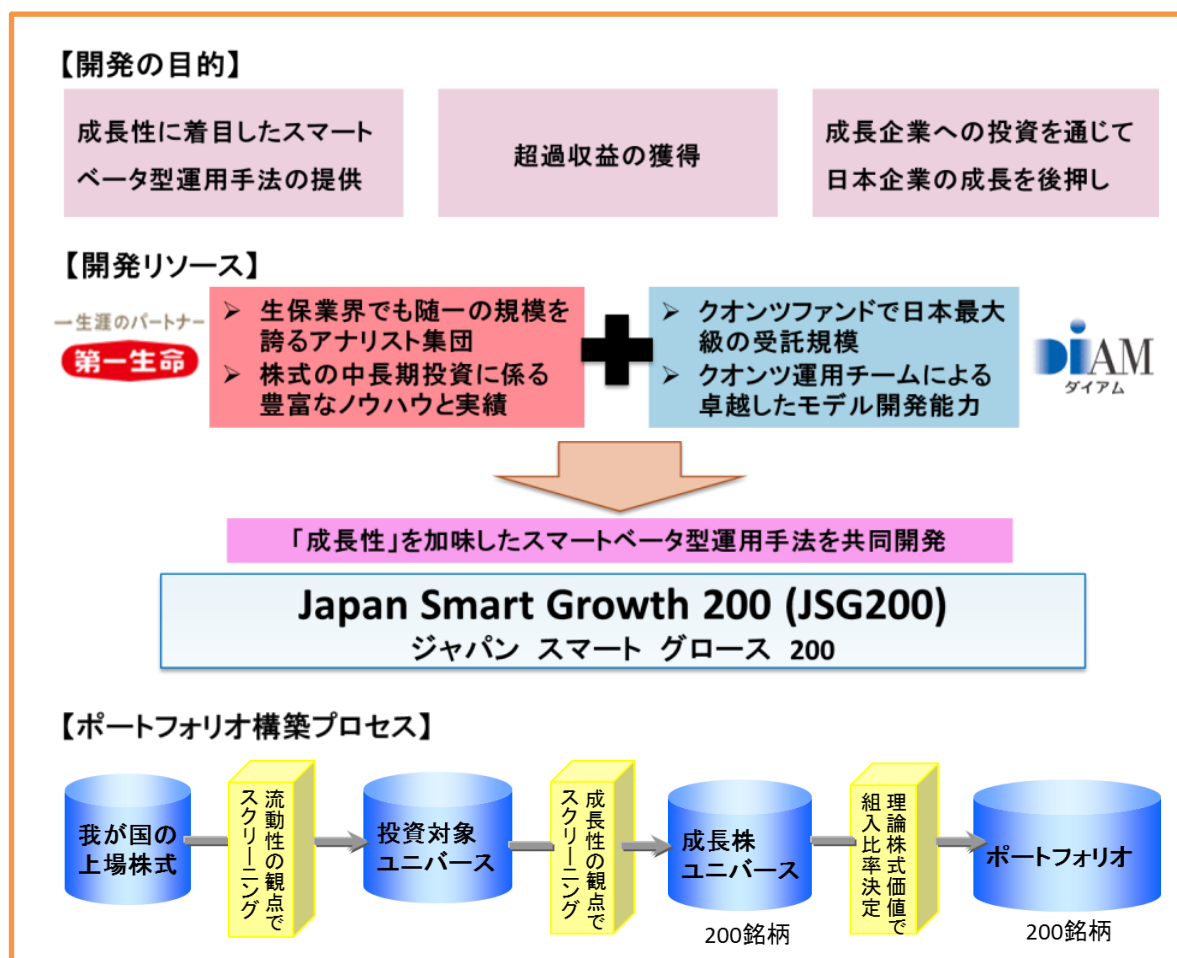 【開発の目的】
成長性に着目したスマート
ベータ型運用手法の提供
超過収益の獲得
成長企業への投資を通じて
日本企業の成長を後押し
【開発リソース】
一生涯のパートナー
第一生命
➢ 生保業界でも随一の規模を
誇るアナリスト集団
➢ 株式の中長期投資に係る
豊富なノウハウと実績
➢ クオンツファンドで日本最大
級の受託規模
➢ クオンツ運用チームによる
卓越したモデル開発能力
DIAM
ダイアム
「成長性」を加味したスマートベータ型運用手法を共同開発
Japan Smart Growth 200 (JSG200)
ジャパン スマート グロース 200
【ポートフォリオ構築プロセス】
我が国の
上場株式
流動性の観点で
スクリーニング
投資対象
ユニバース
成長性の観点で
スクリーニング
成長株
ユニバース
200銘柄
理論株式価値で
組入比率決定
ポートフォリオ
200銘柄